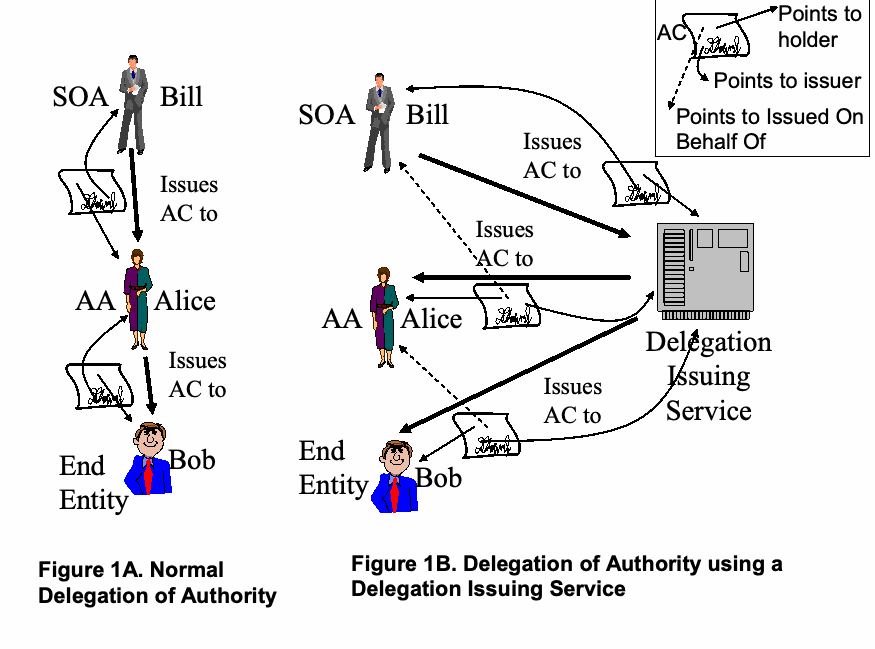 SOA Bill
Issues
AC to
AA Alice
Issues
AC to
End
Entity
Bob
Figure 1A. Normal
Delegation of Authority
AC
Points to
holder
Points to issuer
Points to Issued On
Behalf Of
SOA Bill
Issues
AC to
Issues
AC to
AA Alice
Delegation
Issuing
Service
Issues
AC to
End
Entity
Bob
Figure 1B. Delegation of Authority using a
Delegation Issuing Service